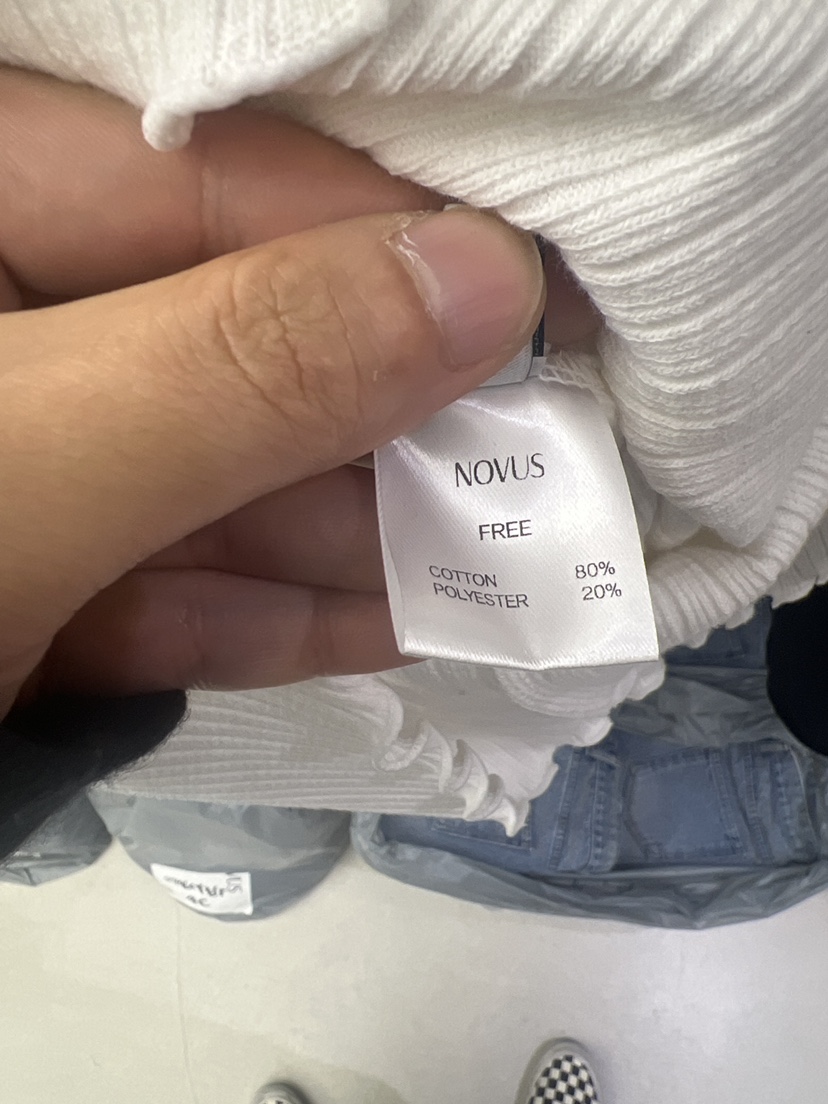 NOVUS
FREE
COTTON 80%
POLYESTER 20%